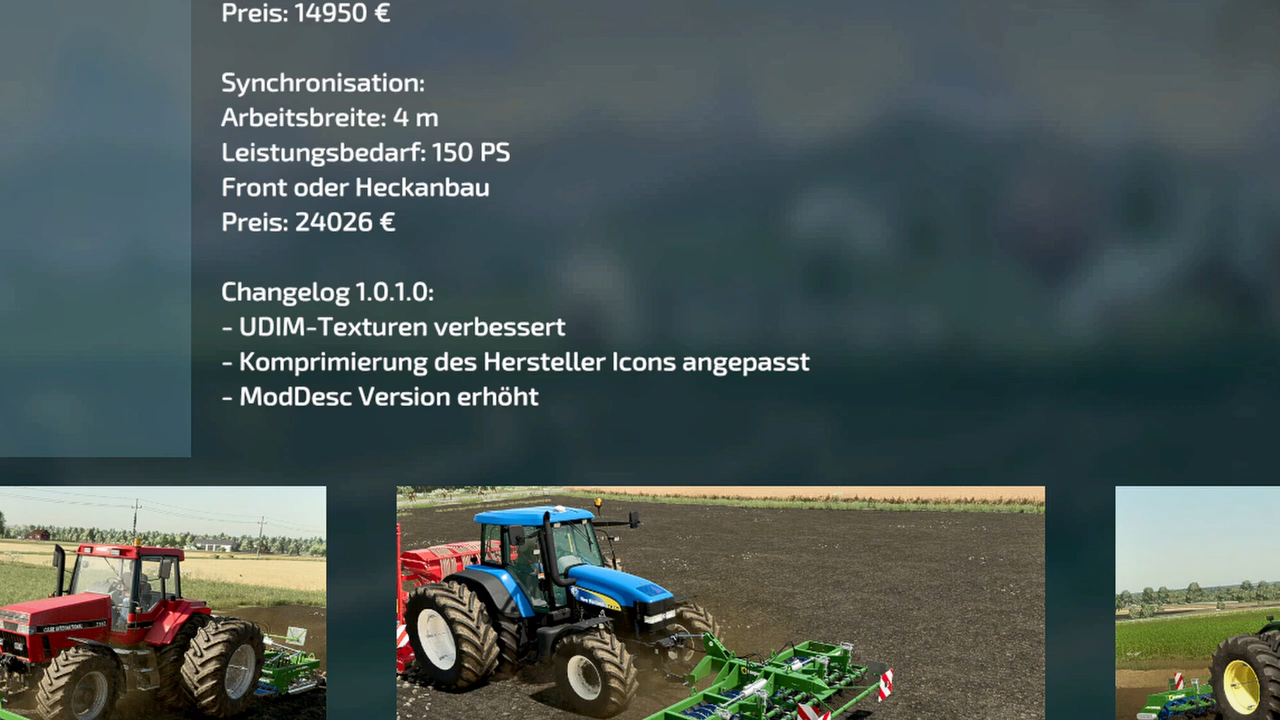 Preis: 14950 €
Synchronisation:
Arbeitsbreite: 4 m
Leistungsbedarf: 150 PS
Front oder Heckanbau
Preis: 24026 €
Changelog 1.0.1.0:
- UDIM-Texturen verbessert
- Komprimierung des Hersteller Icons angepasst
- ModDesc Version erhöht